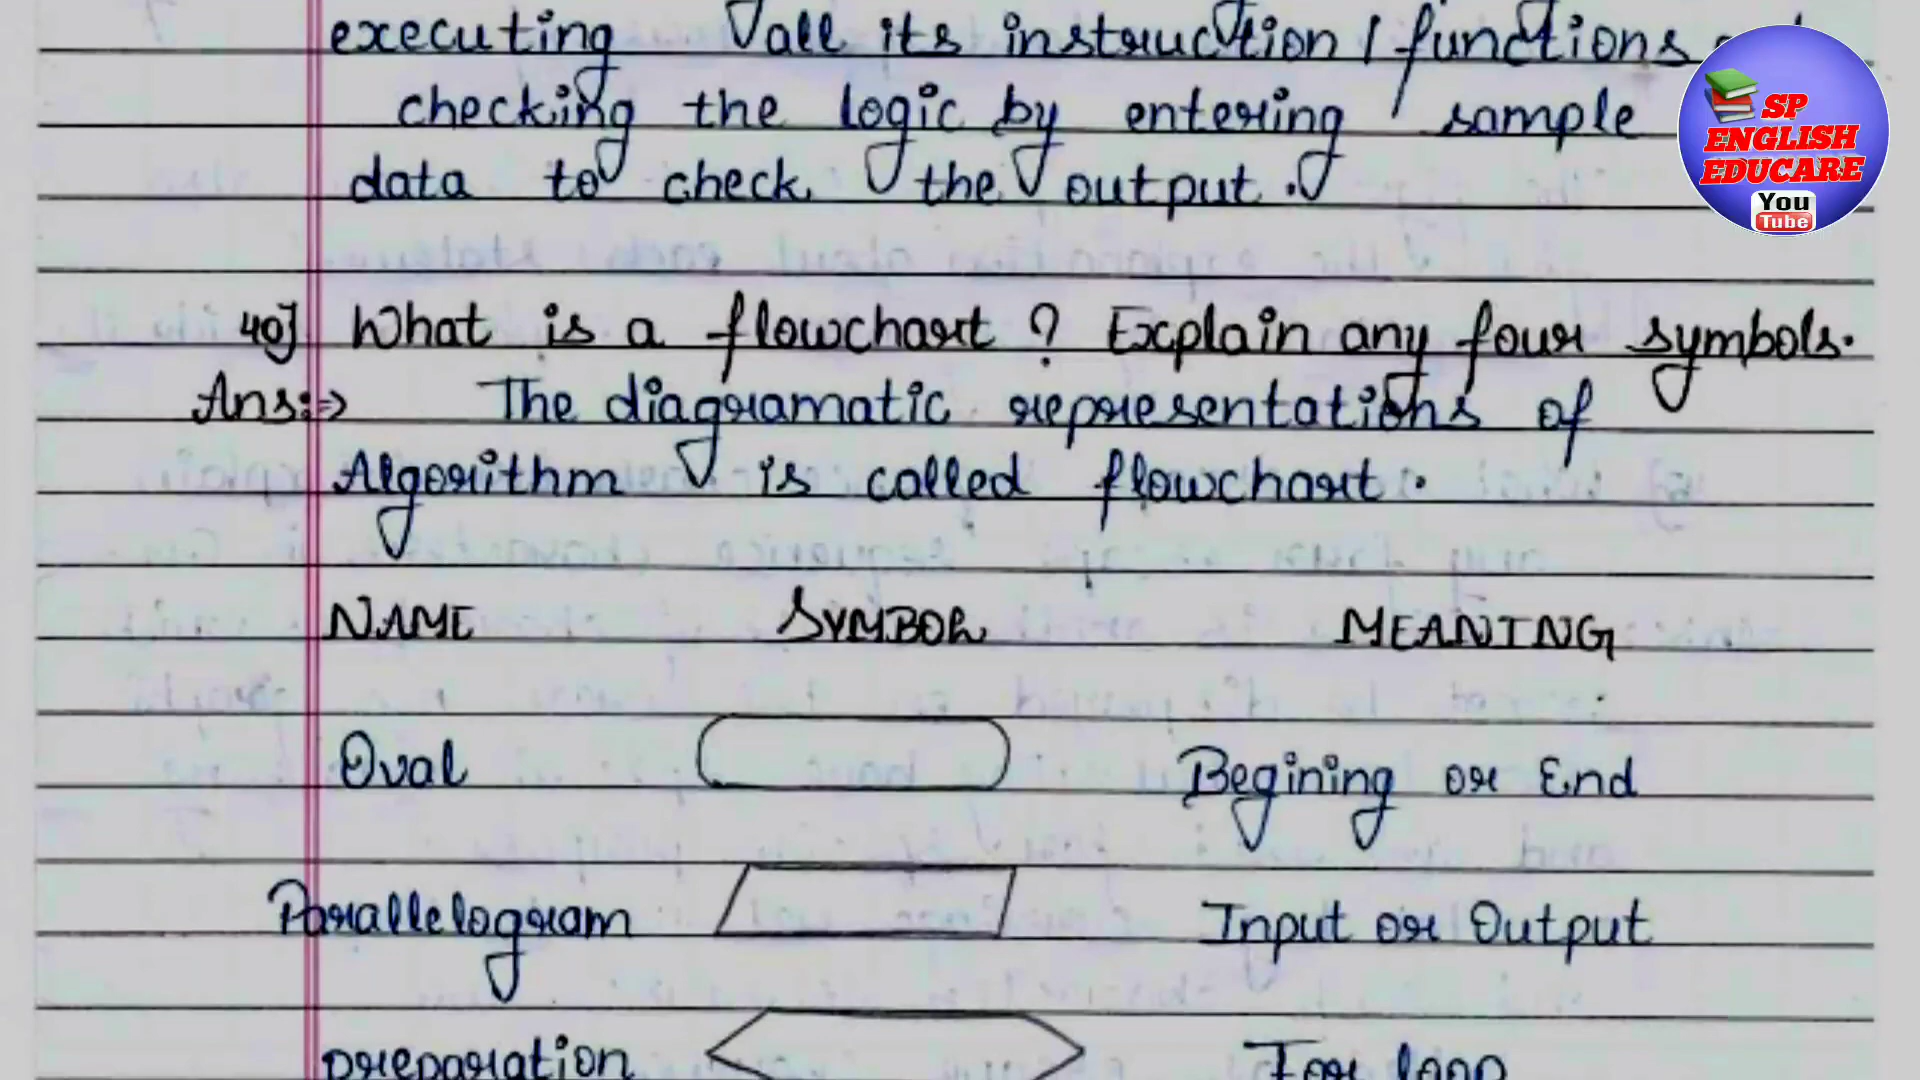 executing all its instruction / functions
checking the logic by entering sample
data to check the output.
SP
ENGLISH
EDUCARE
You
Tube
40] What is a flowchart ? Explain any four symbols.
Ans:⇒ The diagramatic representations of
Algorithm is called flowchart.
NAME SYMBOL MEANING
Oval Begining or End
Parallelogram Input or Output
preparation For loop